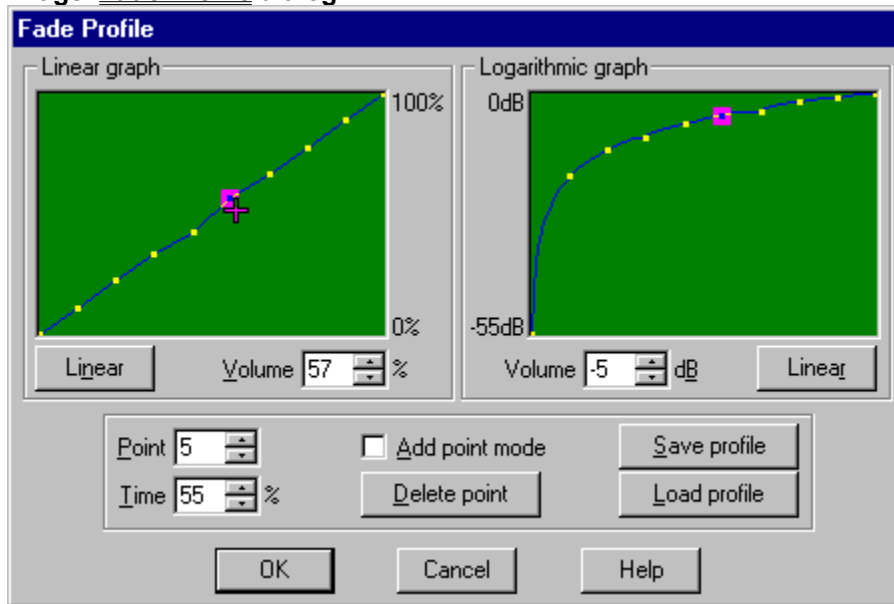 Fade Profile
Linear graph
Logarithmic graph
100%
0dB
0%
-55dB
Linear
Volume 57 %
Volume -5 dB
Linear
Point 5
Add point mode
Save profile
Time 55 %
Delete point
Load profile
OK
Cancel
Help